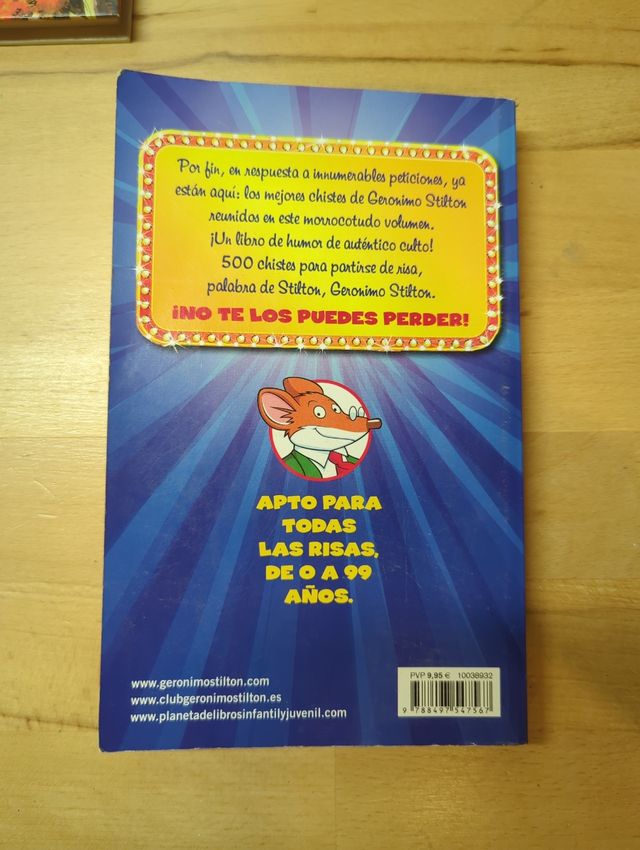 Por fin, en respuesta a innumerables peticiones, ya
están aquí: los mejores chistes de Geronimo Stilton
reunidos en este morrocotudo volumen.
¡Un libro de humor de auténtico culto!
500 chistes para partirse de risa,
palabra de Stilton, Geronimo Stilton.
¡NO TE LOS PUEDES PERDER!
APTO PARA
TODAS
LAS RISAS,
DE 0 A 99
AÑOS.
www.geronimostilton.com
www.clubgeronimostilton.es
www.planetadelibrosinfantilyjuvenil.com
PVP 9,95 € 10038932
9 788497 547567